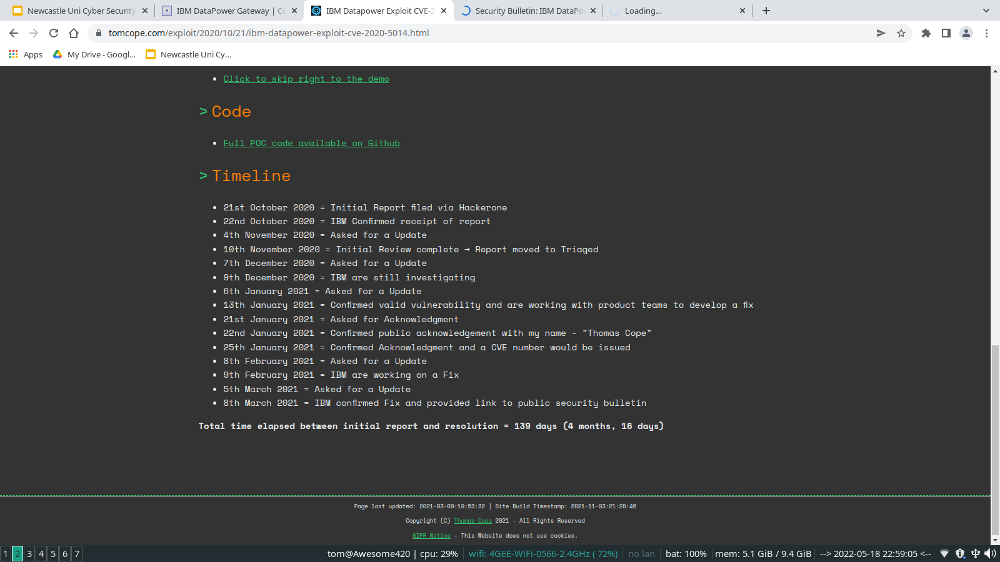 Newcastle Uni Cyber Security
IBM DataPower Gateway | Co
IBM Datapower Exploit CVE-2
Security Bulletin: IBM DataPo
Loading...
tomcope.com/exploit/2020/10/21/ibm-datapower-exploit-cve-2020-5014.html
Apps
My Drive - Googl...
Newcastle Uni Cy...
• Click to skip right to the demo
> Code
• Full POC code available on Github
> Timeline
• 21st October 2020 = Initial Report filed via Hackerone
• 22nd October 2020 = IBM Confirmed receipt of report
• 4th November 2020 = Asked for a Update
• 10th November 2020 = Initial Review complete → Report moved to Triaged
• 7th December 2020 = Asked for a Update
• 9th December 2020 = IBM are still investigating
• 6th January 2021 = Asked for a Update
• 13th January 2021 = Confirmed valid vulnerability and are working with product teams to develop a fix
• 21st January 2021 = Asked for Acknowledgment
• 22nd January 2021 = Confirmed public acknowledgement with my name - “Thomas Cope”
• 25th January 2021 = Confirmed Acknowledgment and a CVE number would be issued
• 8th February 2021 = Asked for a Update
• 9th February 2021 = IBM are working on a Fix
• 5th March 2021 = Asked for a Update
• 8th March 2021 = IBM confirmed Fix and provided link to public security bulletin
Total time elapsed between initial report and resolution = 139 days (4 months, 16 days)
Page last updated: 2021-03-09:19:53:32 | Site Build Timestamp: 2021-11-03:21:28:46
Copyright (C) Thomas Cope 2021 - All Rights Reserved
GDPR Notice - This Website does not use cookies.
1 2 3 4 5 6 7 tom@Awesome420 | cpu: 29% wifi: 4GEE-WiFi-0566-2.4GHz ( 72%) no lan bat: 100% mem: 5.1 GiB / 9.4 GiB --> 2022-05-18 22:59:05 <--